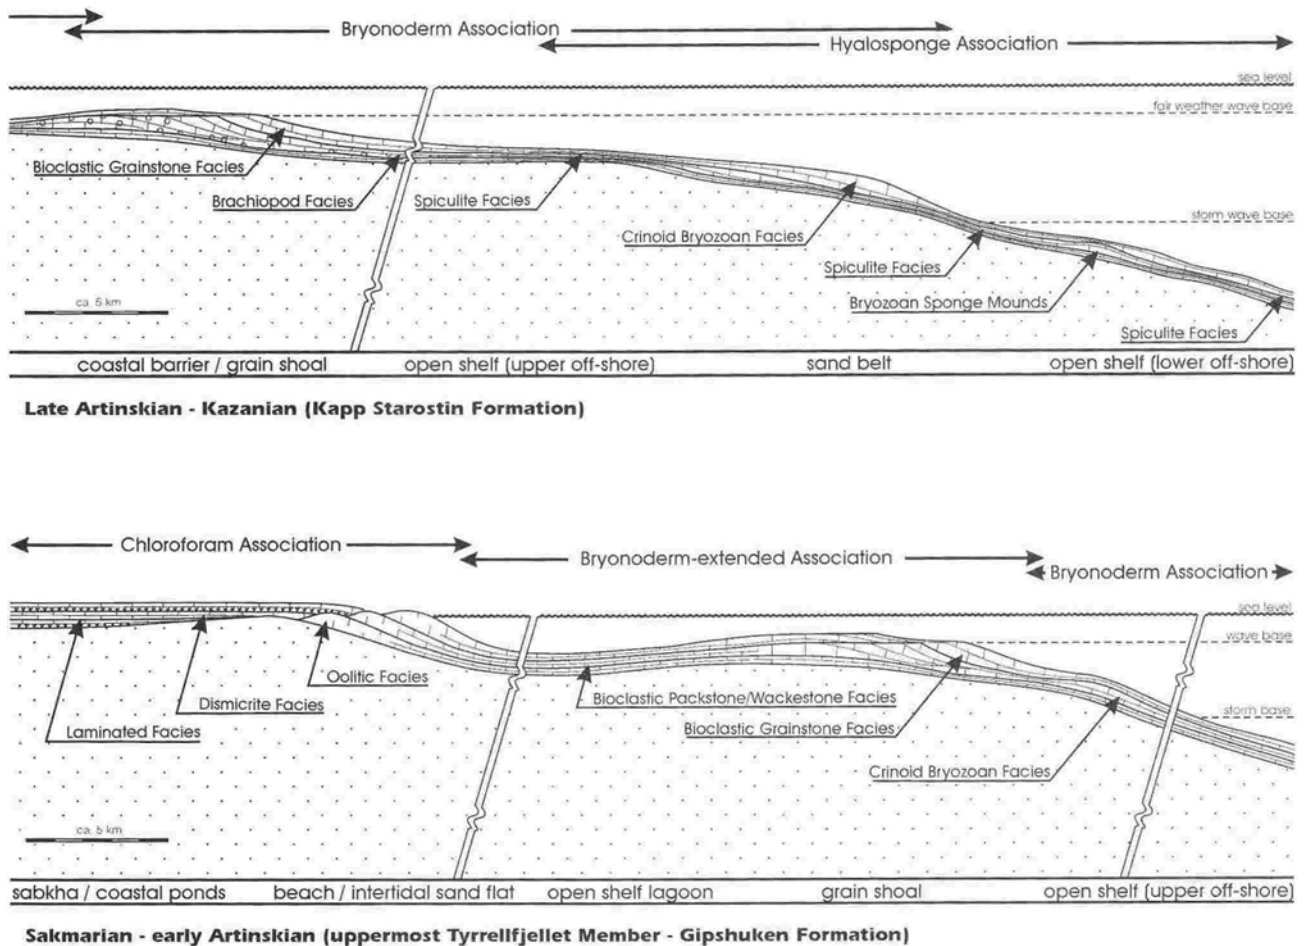 Bryonoderm Association
Hyalosponge Association
sea level
fair weather wave base
Bioclastic Grainstone Facies
Brachiopod Facies
Spiculite Facies
storm wave base
Crinoid Bryozoan Facies
Spiculite Facies
Bryozoan Sponge Mounds
ca. 5 km
Spiculite Facies
coastal barrier / grain shoal
open shelf (upper off-shore)
sand belt
open shelf (lower off-shore)
Late Artinskian - Kazanian (Kapp Starostin Formation)
Chloroforam Association
Bryonoderm-extended Association
Bryonoderm Association
sea level
wave base
Oolitic Facies
Bioclastic Packstone/Wackestone Facies
Dismicrite Facies
storm base
Laminated Facies
Bioclastic Grainstone Facies
Crinoid Bryozoan Facies
ca. 5 km
sabkha / coastal ponds
beach / intertidal sand flat
open shelf lagoon
grain shoal
open shelf (upper off-shore)
Sakmarian - early Artinskian (uppermost Tyrrellfjellet Member - Gipshuken Formation)